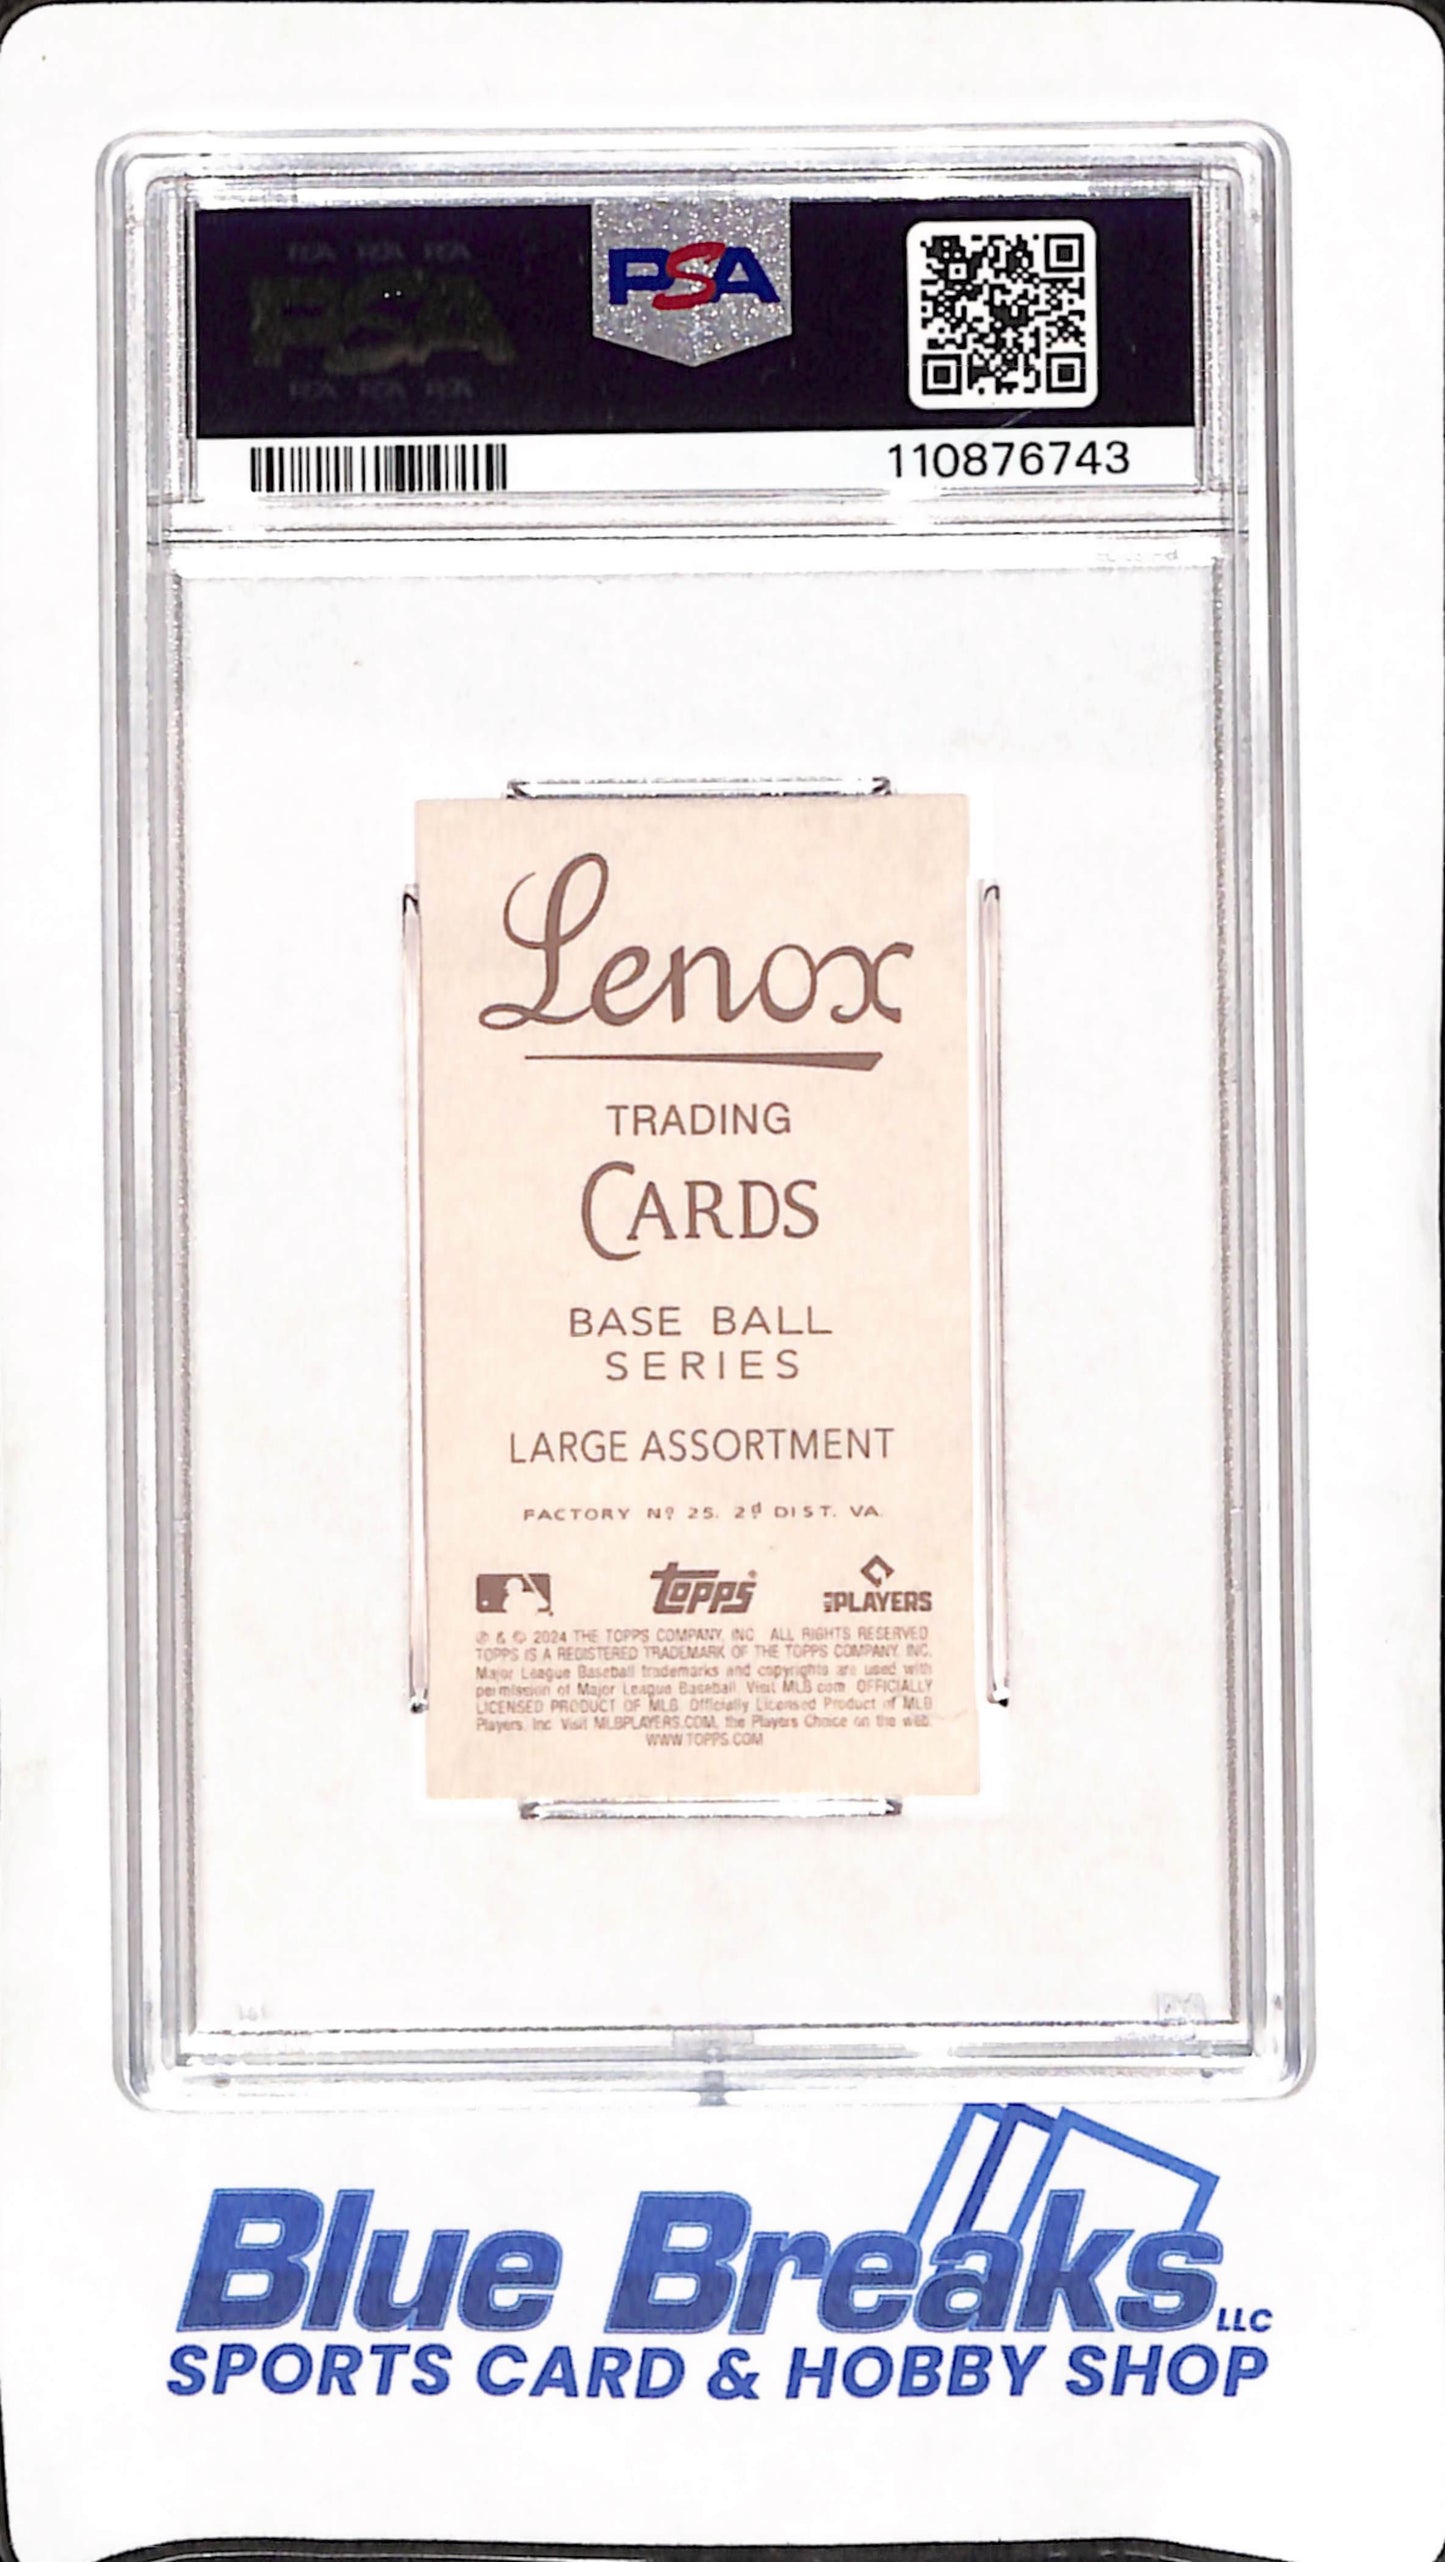 PSA
PSA
110876743
Lenox
TRADING
CARDS
BASE BALL
SERIES
LARGE ASSORTMENT
FACTORY Nº 25. 2ᵈ DIST. VA.
topps PLAYERS
℗ & © 2024 THE TOPPS COMPANY, INC. ALL RIGHTS RESERVED.
TOPPS IS A REGISTERED TRADEMARK OF THE TOPPS COMPANY, INC.
Major League Baseball trademarks and copyrights are used with
permission of Major League Baseball. Visit MLB.com. OFFICIALLY
LICENSED PRODUCT OF MLB Officially Licensed Product of MLB
Players, Inc. Visit MLBPLAYERS.COM, the Players Choice on the web.
WWW.TOPPS.COM
Blue Breaks LLC
SPORTS CARD & HOBBY SHOP